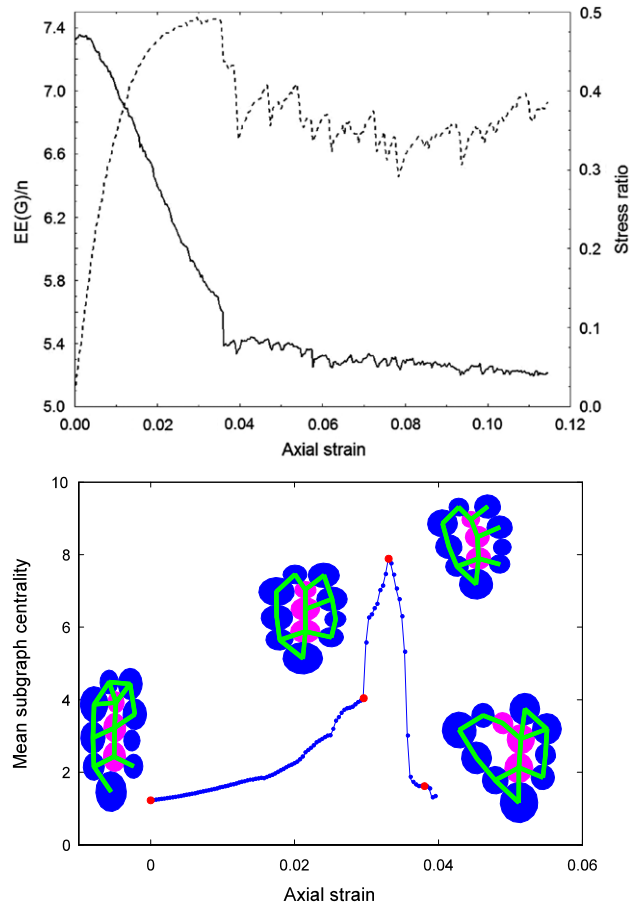 7.4
7.0
6.6
6.2
5.8
5.4
5.0
EE(G)/n
0.5
0.4
0.3
0.2
0.1
0.0
Stress ratio
0.00 0.02 0.04 0.06 0.08 0.10 0.12
Axial strain
10
8
6
4
2
0
Mean subgraph centrality
0 0.02 0.04 0.06
Axial strain